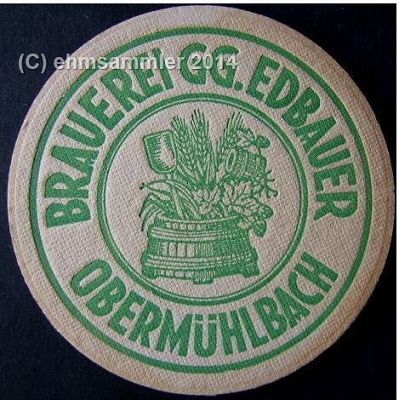 (C) ehmsammler 2014
BRAUEREI GG. EDBAUER
OBERMÜHLBACH